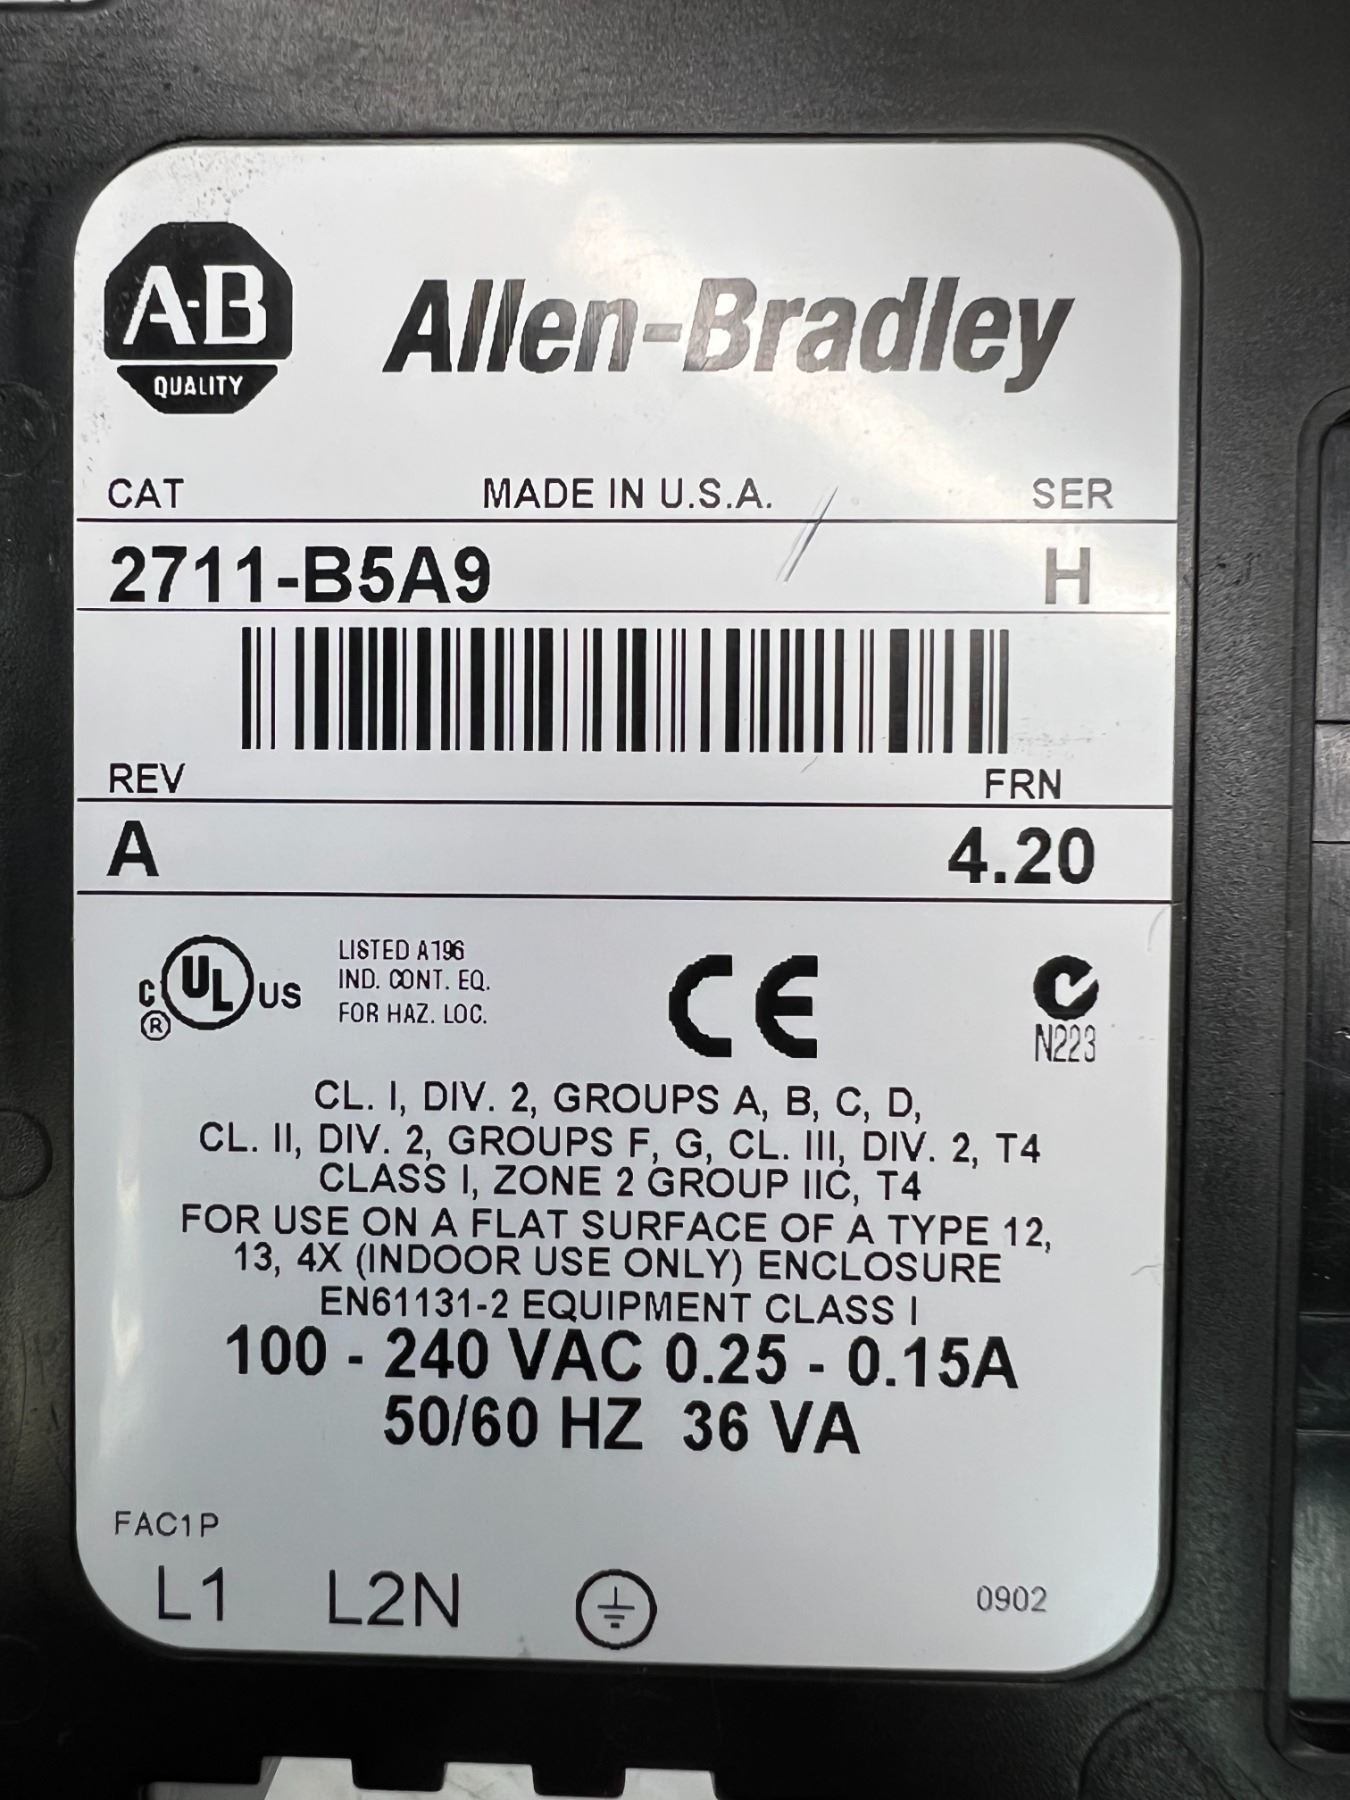 A-B
QUALITY
Allen-Bradley
CAT MADE IN U.S.A. SER
2711-B5A9 H
REV FRN
A 4.20
C UL US
®
LISTED A196
IND. CONT. EQ.
FOR HAZ. LOC.
CE
N223
CL. I, DIV. 2, GROUPS A, B, C, D,
CL. II, DIV. 2, GROUPS F, G, CL. III, DIV. 2, T4
CLASS I, ZONE 2 GROUP IIC, T4
FOR USE ON A FLAT SURFACE OF A TYPE 12,
13, 4X (INDOOR USE ONLY) ENCLOSURE
EN61131-2 EQUIPMENT CLASS I
100 - 240 VAC 0.25 - 0.15A
50/60 HZ 36 VA
FAC1P
L1 L2N
0902